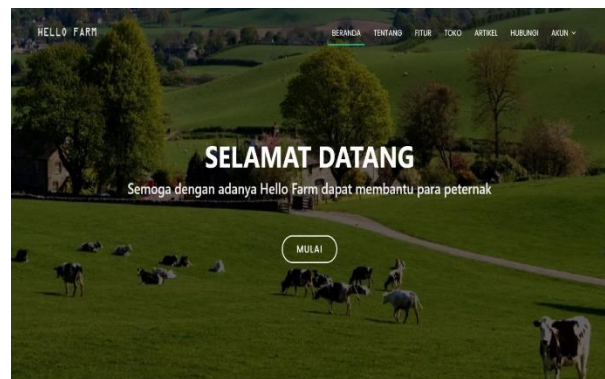 HELLO FARM
BERANDA TENTANG FITUR TOKO ARTIKEL HUBUNGI AKUN
SELAMAT DATANG
Semoga dengan adanya Hello Farm dapat membantu para peternak
MULAI